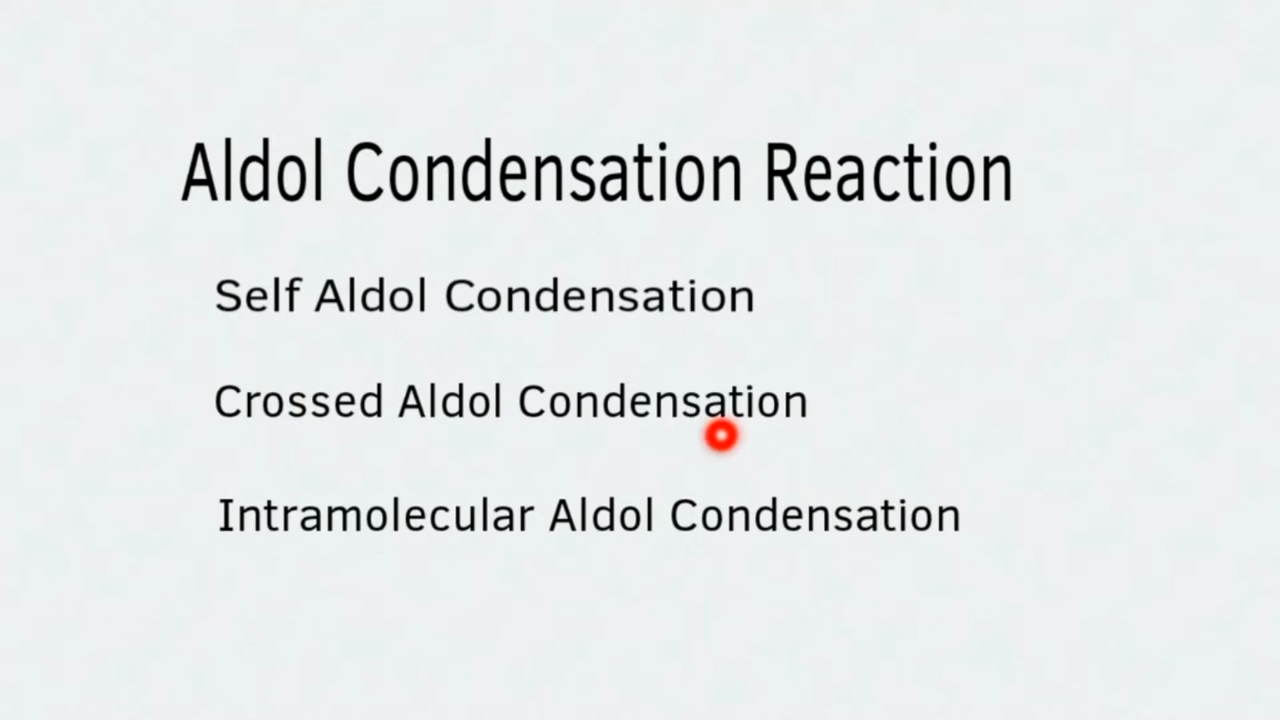 Aldol Condensation Reaction
Self Aldol Condensation
Crossed Aldol Condensation
Intramolecular Aldol Condensation